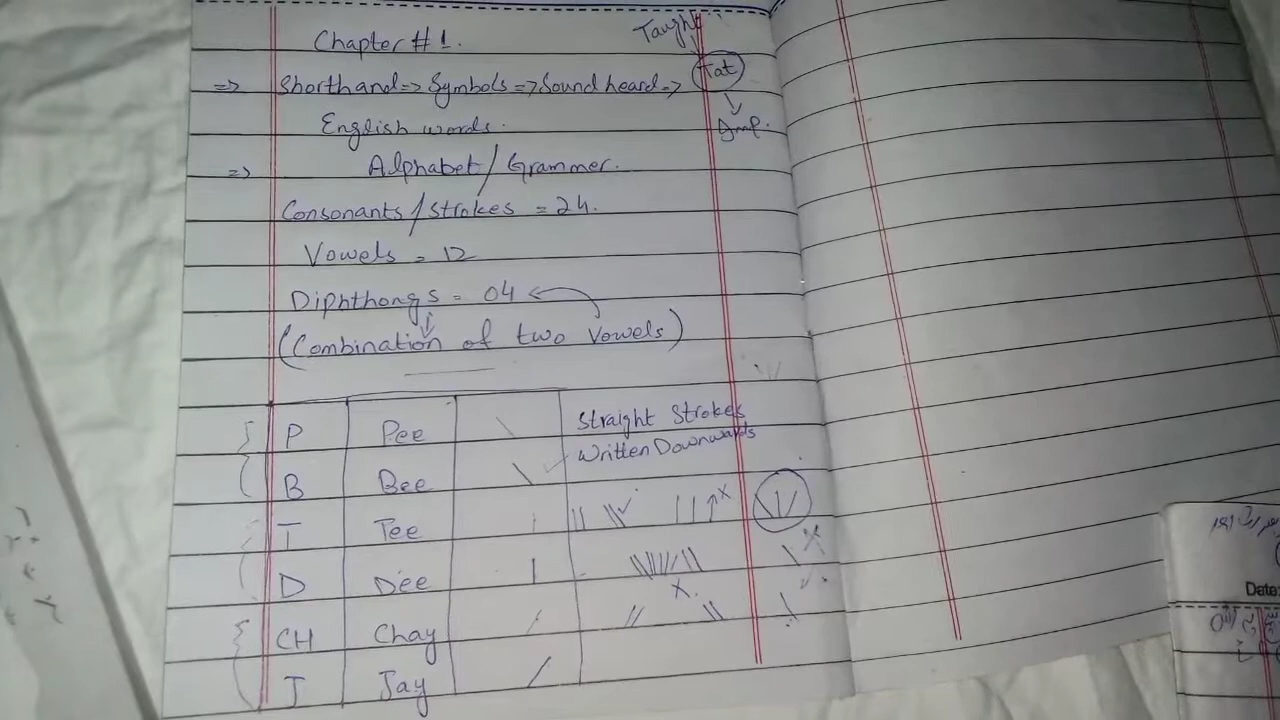 Chapter # 1.
Taught
=> Shorthand => Symbols => Sound heard => Tat
Imp.
English words.
=> Alphabet / Grammer.
Consonants / Strokes = 24.
Vowels = 12
Diphthongs = 04
(Combination of two Vowels)
P Pee \ Straight Strokes
Written Downwards
B Bee \
T Tee |
D Dee |
CH Chay /
J Jay /
Date: